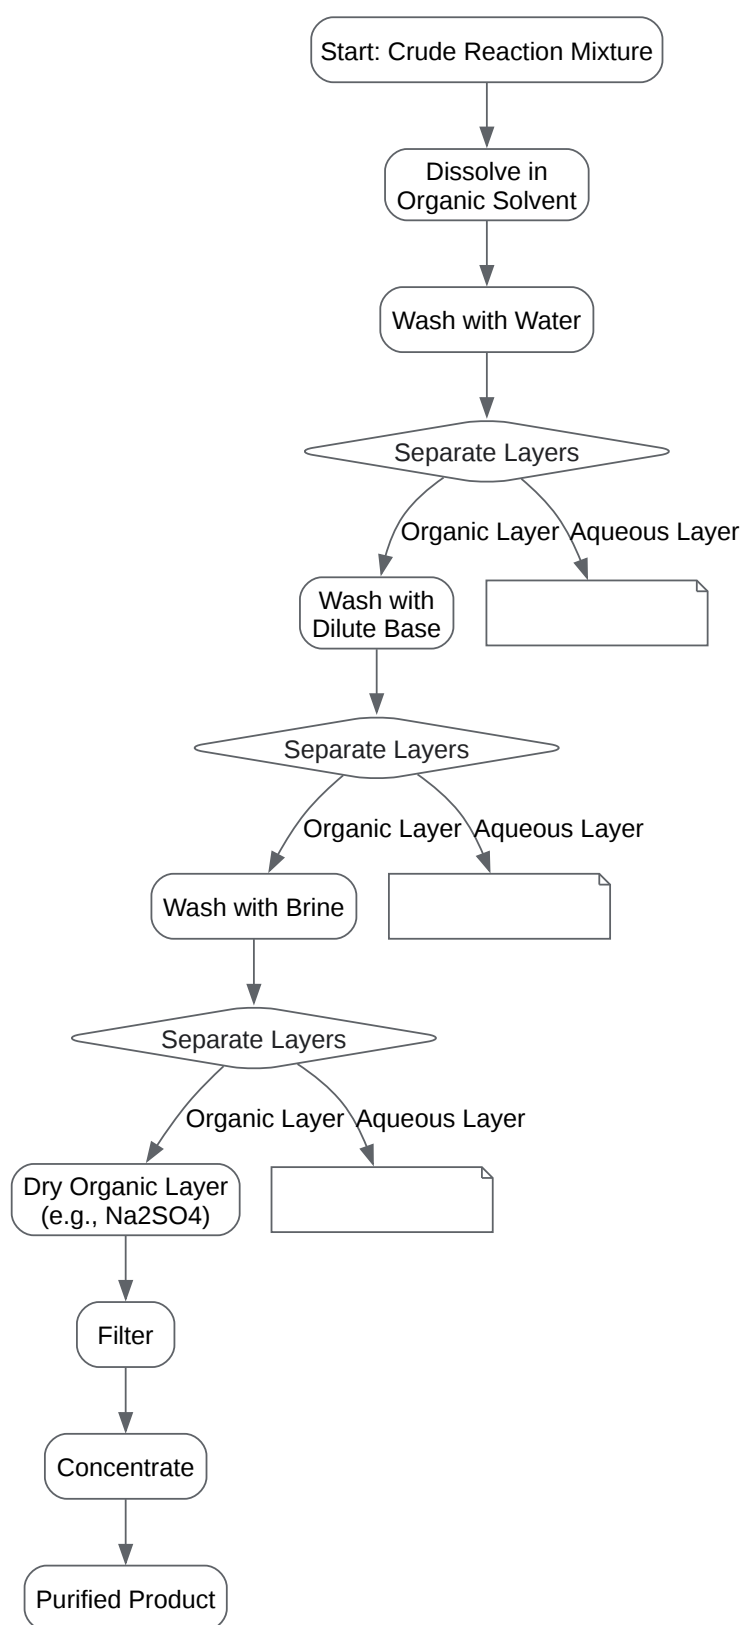 Start: Crude Reaction Mixture
Dissolve in
Organic Solvent
Wash with Water
Separate Layers
Organic Layer
Aqueous Layer
Wash with
Dilute Base
Separate Layers
Organic Layer
Aqueous Layer
Wash with Brine
Separate Layers
Organic Layer
Aqueous Layer
Dry Organic Layer
(e.g., Na2SO4)
Filter
Concentrate
Purified Product